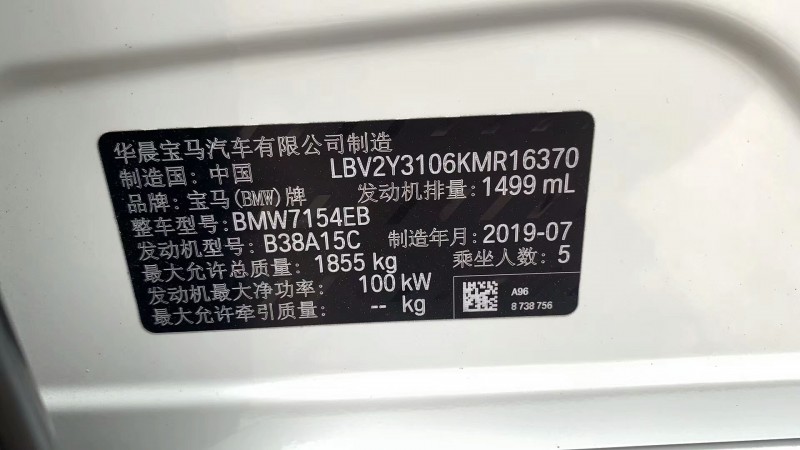 华晨宝马汽车有限公司制造
制造国: 中国 LBV2Y3106KMR16370
品牌: 宝马(BMW)牌 发动机排量: 1499 mL
整车型号: BMW7154EB
发动机型号: B38A15C 制造年月: 2019-07
最大允许总质量: 1855 kg 乘坐人数: 5
发动机最大净功率: 100 kW
最大允许牵引质量: -- kg
A96
8 738 756